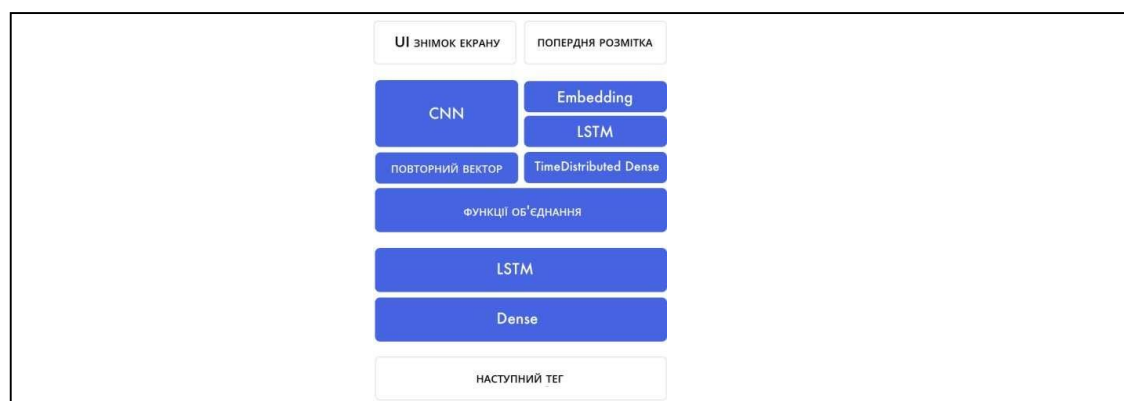 UI ЗНІМОК ЕКРАНУ
ПОПЕРДНЯ РОЗМІТКА
CNN
Embedding
LSTM
ПОВТОРНИЙ ВЕКТОР
TimeDistributed Dense
ФУНКЦІЇ ОБ'ЄДНАННЯ
LSTM
Dense
НАСТУПНИЙ ТЕГ